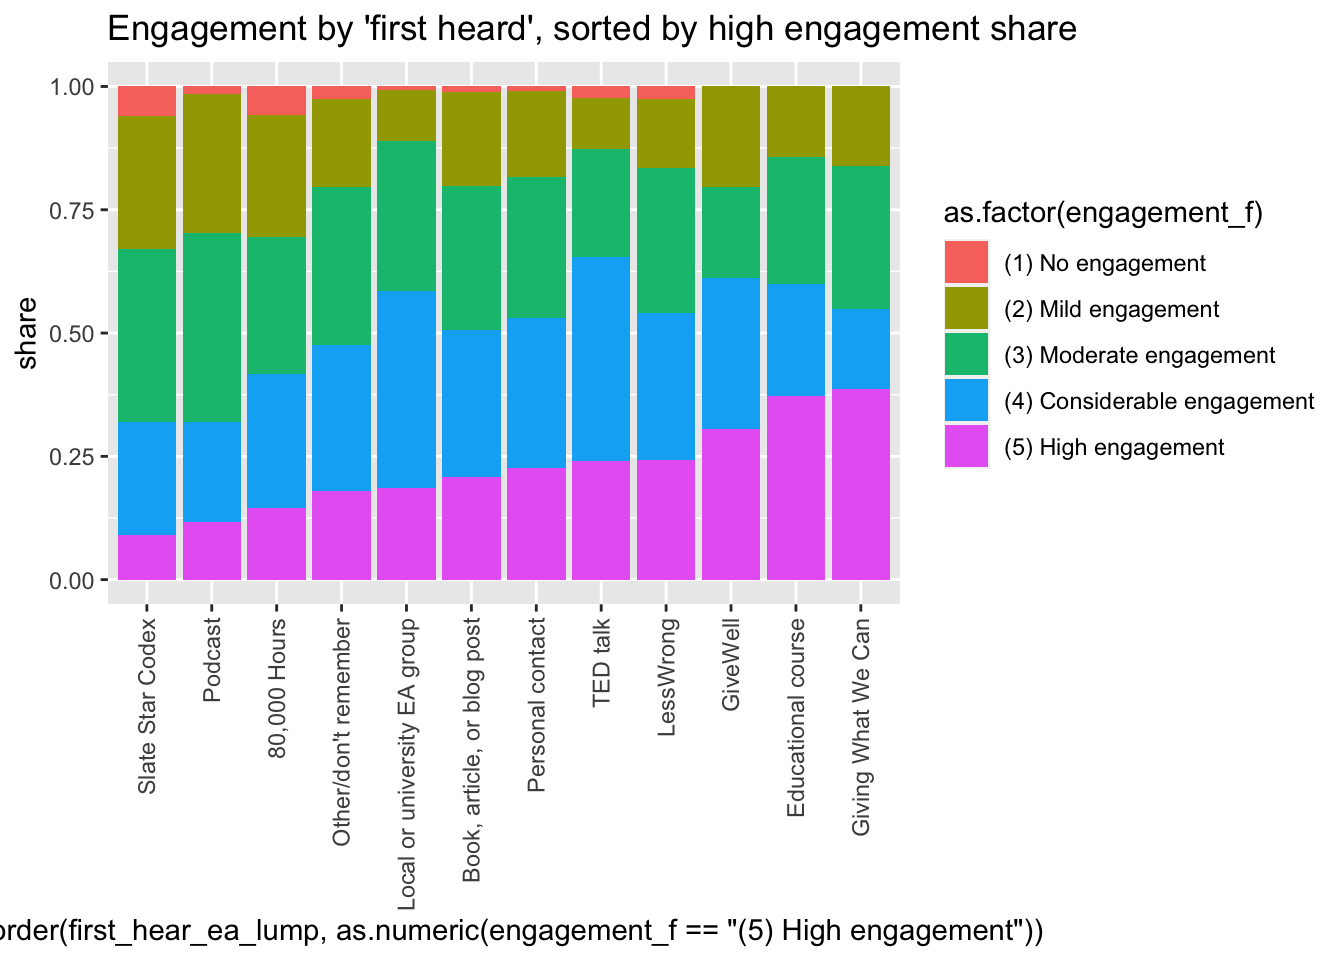 Engagement by 'first heard', sorted by high engagement share
share
1.00
0.75
0.50
0.25
0.00
Slate Star Codex
Podcast
80,000 Hours
Other/don't remember
Local or university EA group
Book, article, or blog post
Personal contact
TED talk
LessWrong
GiveWell
Educational course
Giving What We Can
order(first_hear_ea_lump, as.numeric(engagement_f == "(5) High engagement"))
as.factor(engagement_f)
(1) No engagement
(2) Mild engagement
(3) Moderate engagement
(4) Considerable engagement
(5) High engagement